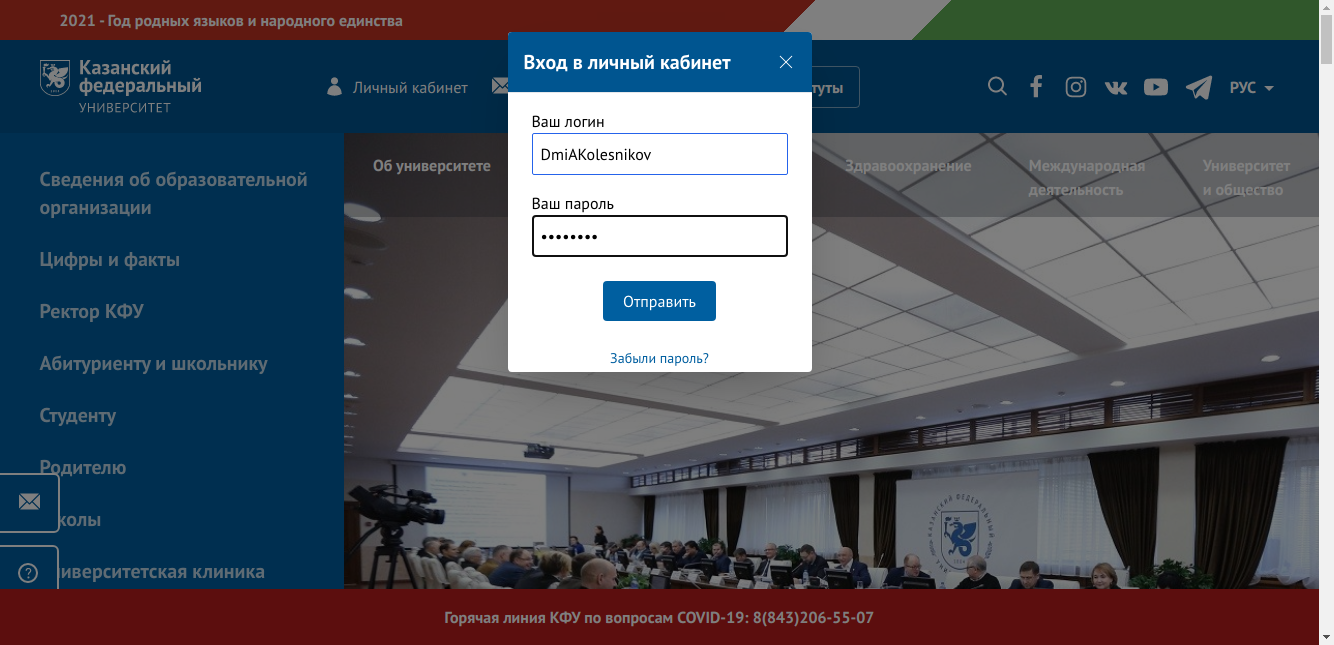 2021 - Год родных языков и народного единства
Казанский
федеральный
УНИВЕРСИТЕТ
Личный кабинет
туты
РУС
Вход в личный кабинет
Ваш логин
DmiAKolesnikov
Ваш пароль
••••••••
Отправить
Забыли пароль?
Об университете
Здравоохранение
Международная
деятельность
Университет
и общество
Сведения об образовательной
организации
Цифры и факты
Ректор КФУ
Абитуриенту и школьнику
Студенту
Родителю
колы
ниверситетская клиника
КАЗАНСКИЙ ФЕДЕРАЛЬНЫЙ
Горячая линия КФУ по вопросам COVID-19: 8(843)206-55-07